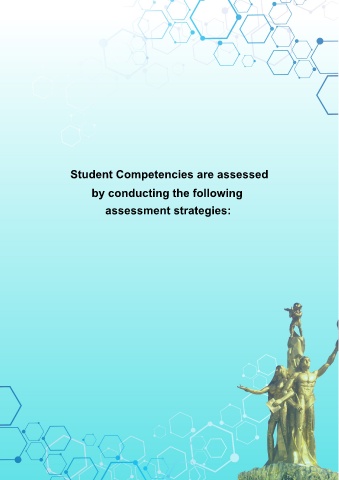 Student Competencies are assessed
by conducting the following
assessment strategies: